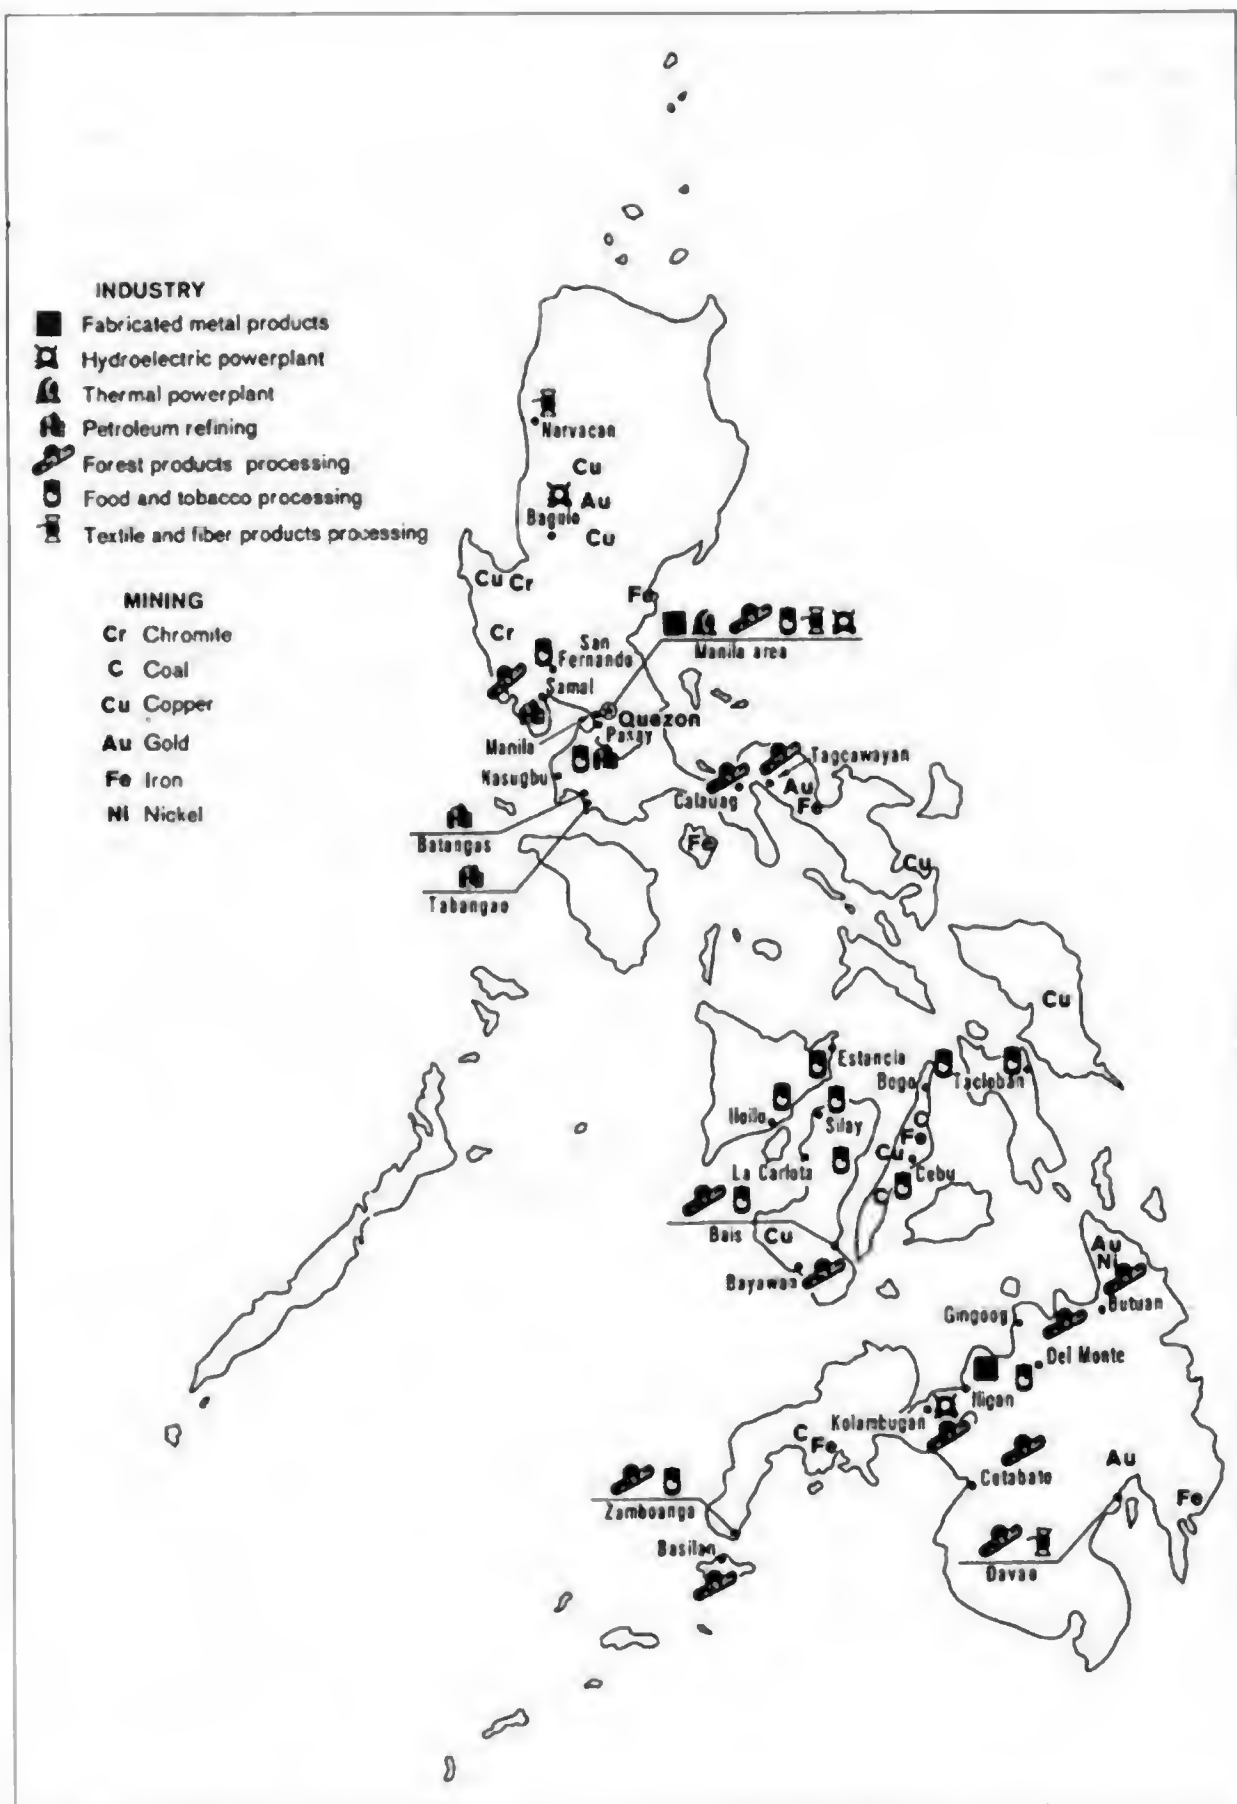 INDUSTRY
Fabricated metal products
Hydroelectric powerplant
Thermal powerplant
Petroleum refining
Forest products processing
Food and tobacco processing
Textile and fiber products processing
MINING
Cr Chromite
C Coal
Cu Copper
Au Gold
Fe Iron
Ni Nickel
Narvacan
Cu
Au
Baguio
Cu
Cu Cr
Fe
Cr
San
Fernando
Manila area
Samal
Quezon
Pasay
Manila
Nasugbu
Tagcawayan
Au
Calauag
Fe
Batangas
Fe
Cu
Tabangao
Cu
Estancia
Bogo
Tacloban
Iloilo
Silay
C
Fe
Cu
La Carlota
Cebu
C
Bais
Cu
Au
Ni
Bayawan
Butuan
Gingoog
Del Monte
Iligan
Kolambugan
C
Fe
Cotabato
Au
Fe
Zamboanga
Basilan
Davao